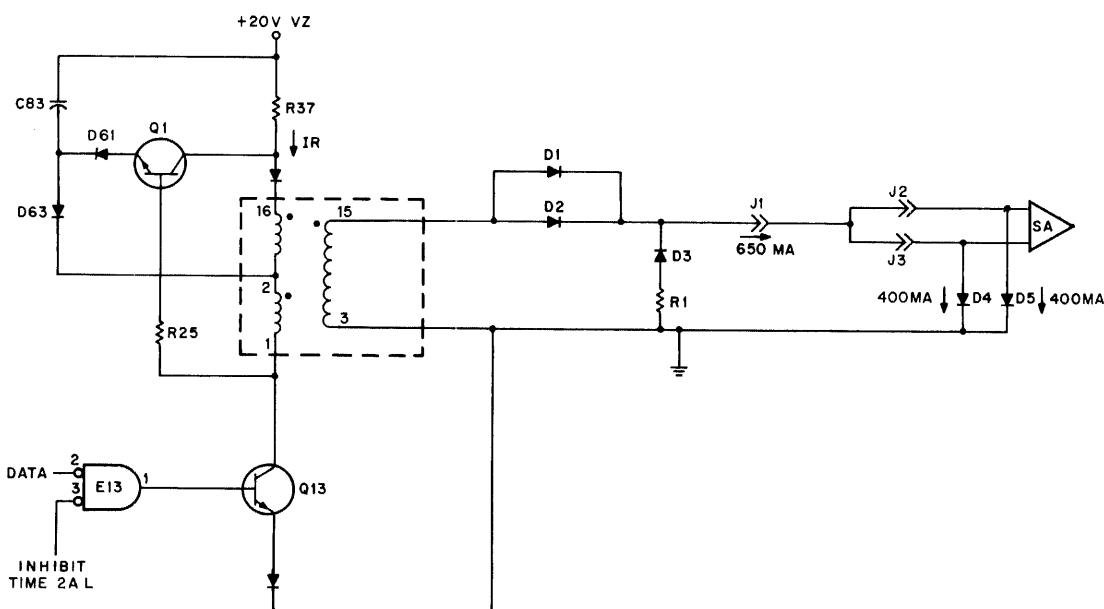 +20V VZ
C83
R37
Q1
D61
IR
D1
D63
16
15
D2
J1
J2
SA
650 MA
D3
J3
2
400MA
D4
D5
400MA
R1
R25
3
1
DATA
2
3
E13
1
Q13
INHIBIT
TIME 2A L